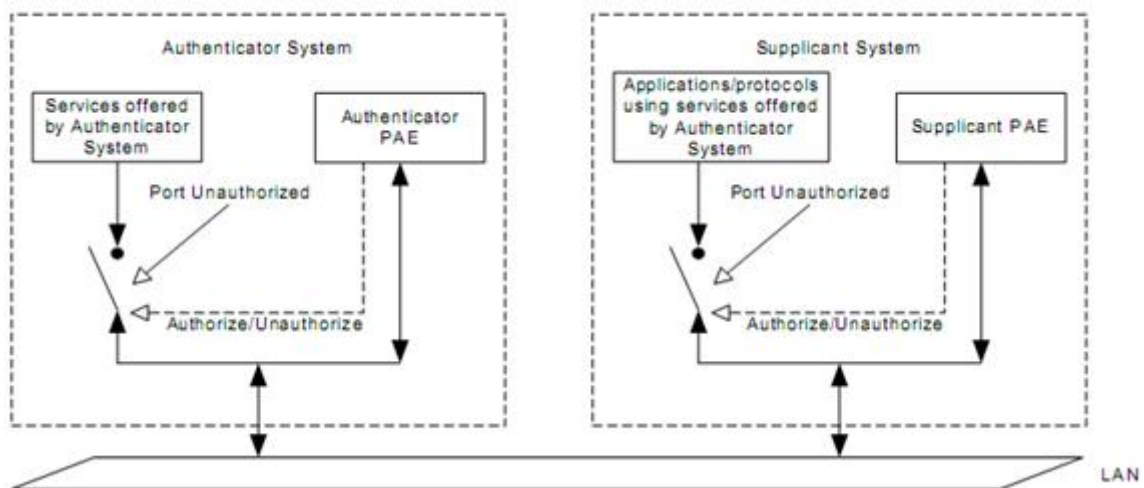 Authenticator System
Services offered
by Authenticator
System
Authenticator
PAE
Port Unauthorized
Authorize/Unauthorize
Supplicant System
Applications/protocols
using services offered
by Authenticator
System
Supplicant PAE
Port Unauthorized
Authorize/Unauthorize
LAN